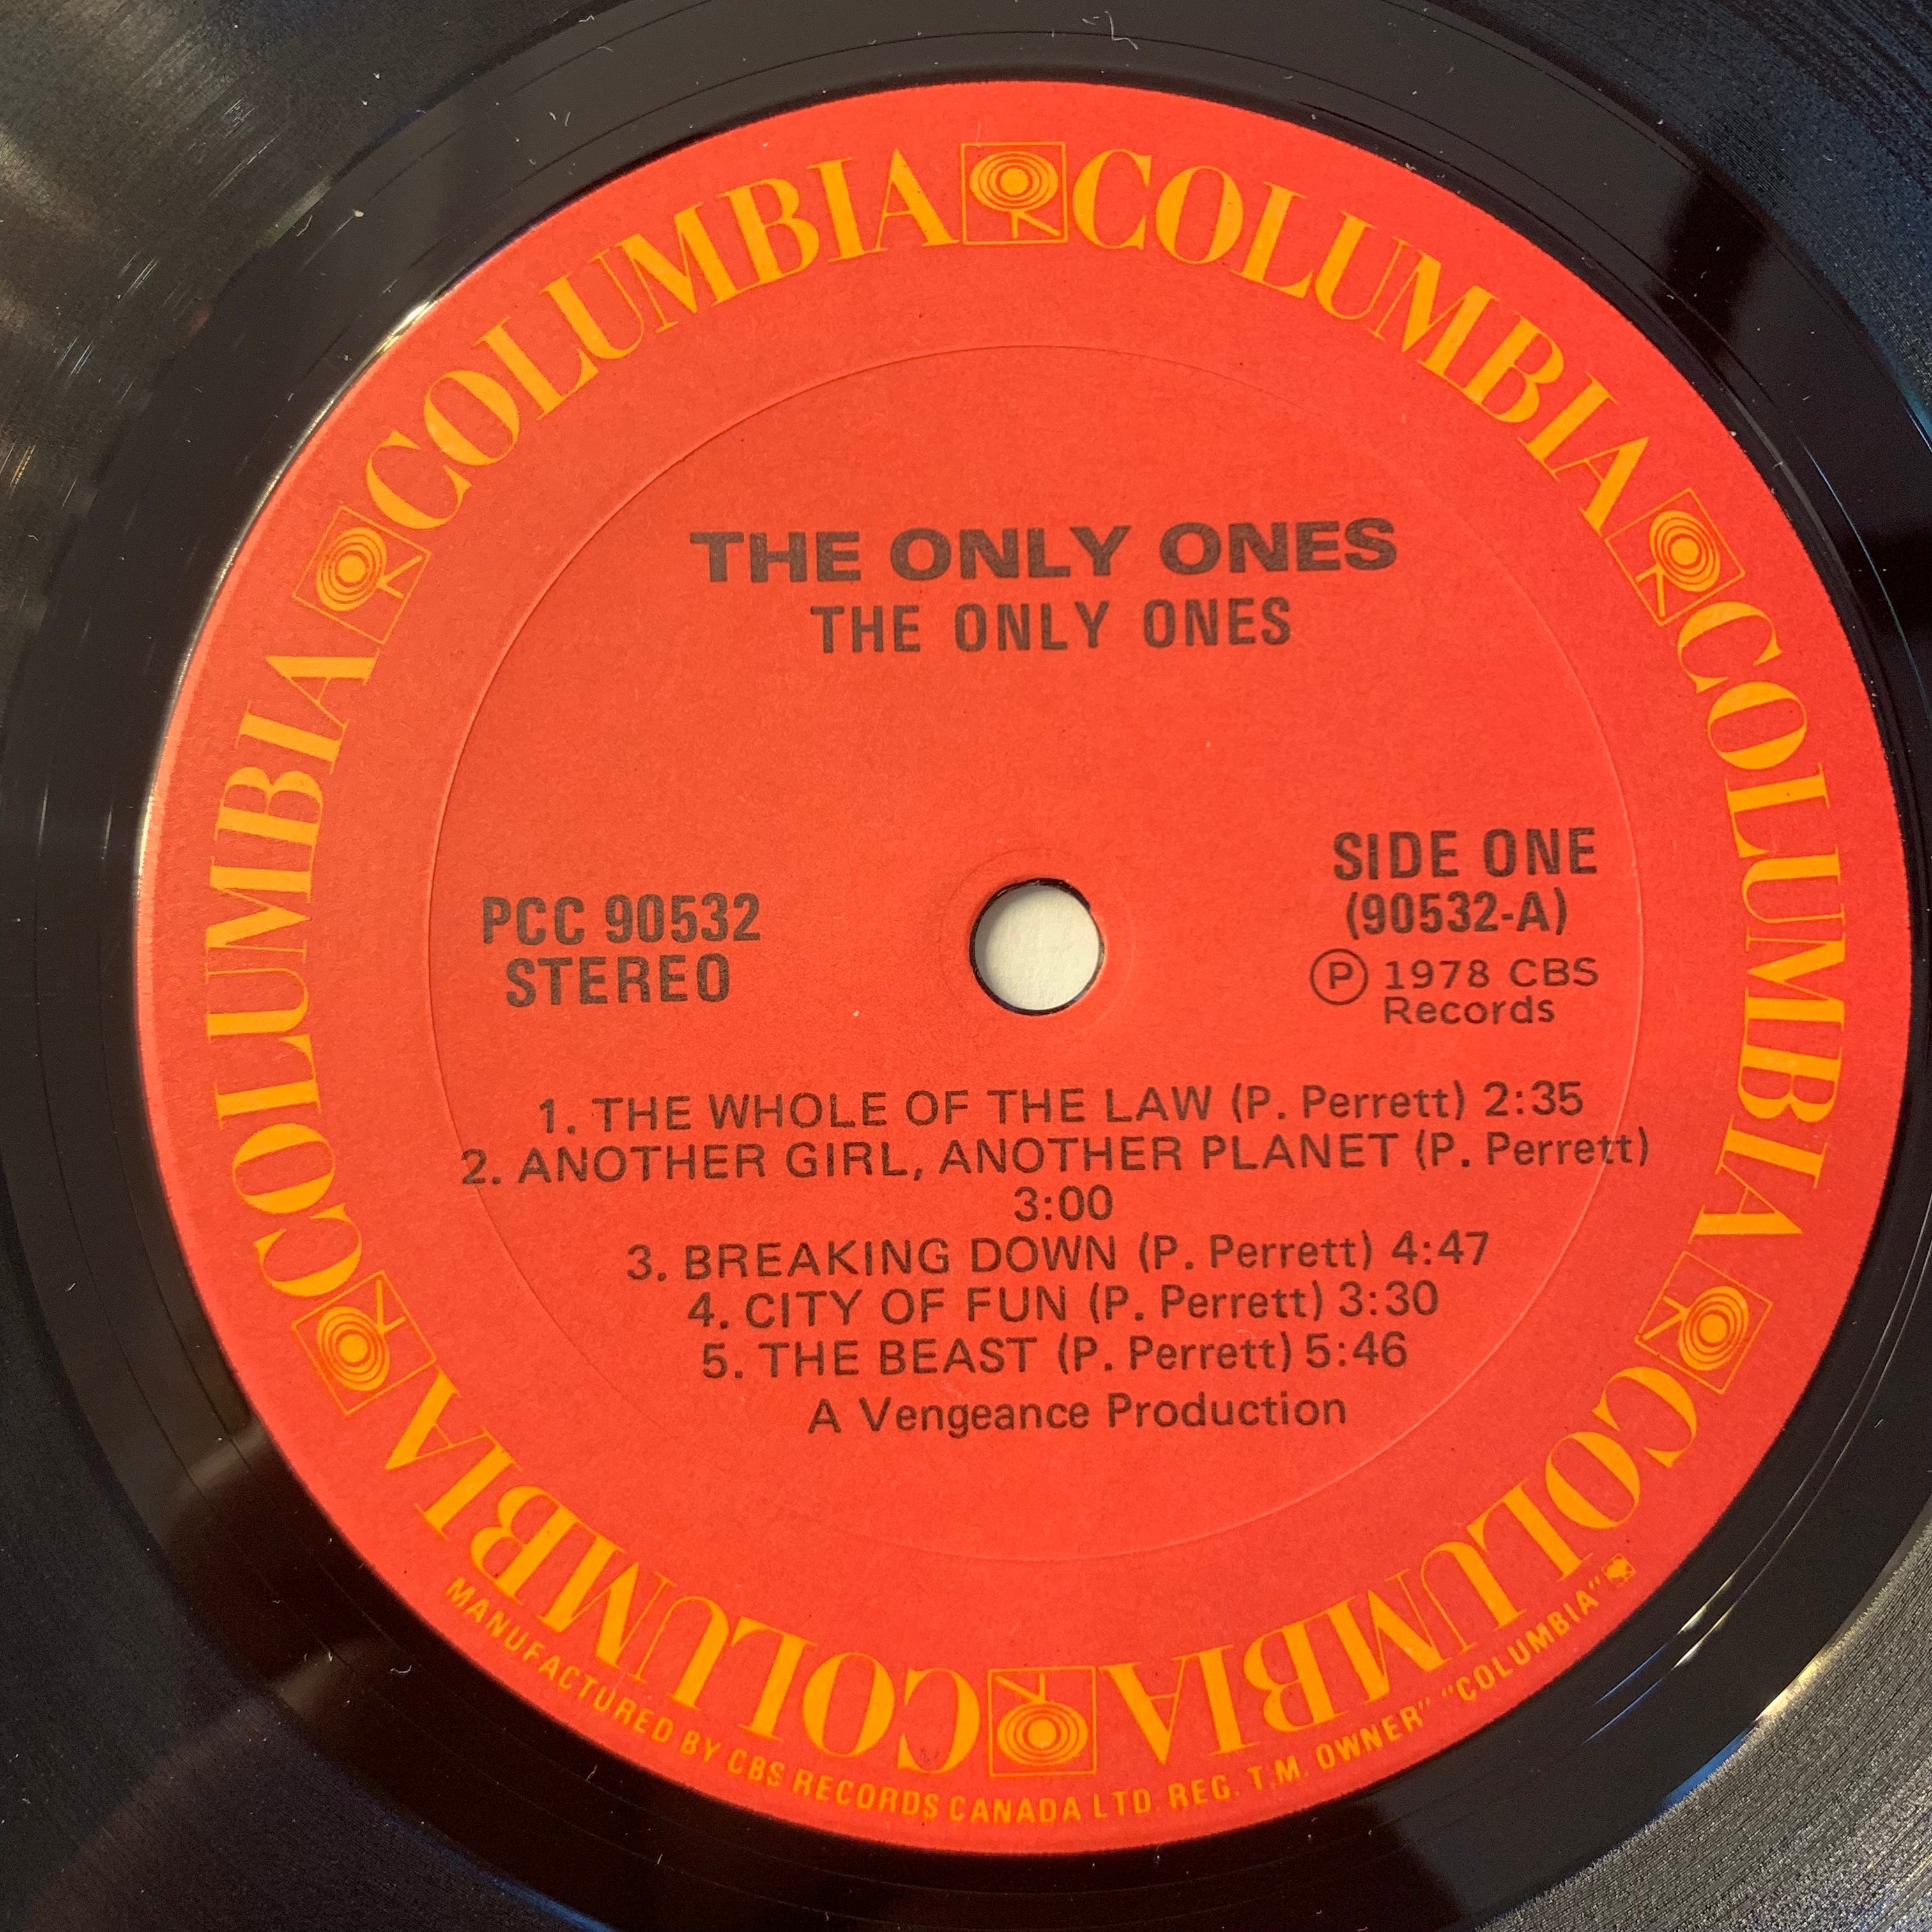 COLUMBIA COLUMBIA COLUMBIA COLUMBIA COLUMBIA COLUMBIA
THE ONLY ONES
THE ONLY ONES
PCC 90532
STEREO
SIDE ONE
(90532-A)
Ⓟ 1978 CBS
Records
1. THE WHOLE OF THE LAW (P. Perrett) 2:35
2. ANOTHER GIRL, ANOTHER PLANET (P. Perrett)
3:00
3. BREAKING DOWN (P. Perrett) 4:47
4. CITY OF FUN (P. Perrett) 3:30
5. THE BEAST (P. Perrett) 5:46
A Vengeance Production
MANUFACTURED BY CBS RECORDS CANADA LTD. REG. T.M. OWNER" "COLUMBIA"